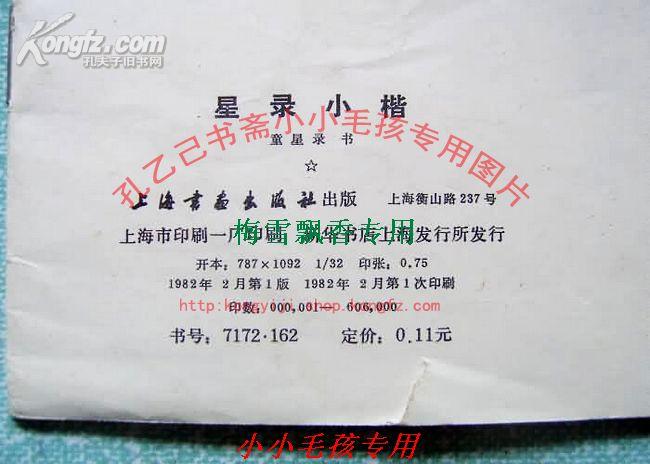 Kongfz.com
孔夫子旧书网
星录小楷
童星录 书
☆
上海书画出版社出版 上海衡山路237号
上海市印刷一厂印刷 新华书店上海发行所发行
开本：787×1092 1/32 印张：0.75
1982年2月第1版 1982年2月第1次印刷
印数：000,001—606,000
书号：7172·162 定价：0.11元
孔乙己书斋小小毛孩专用图片
梅雪飘香专用
小小毛孩专用